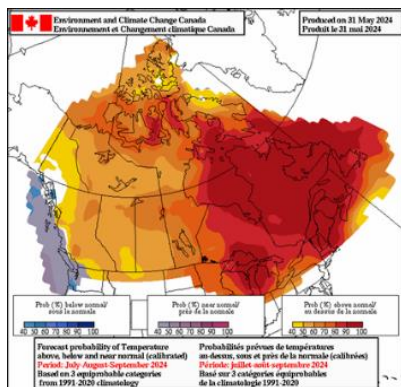 Environment and Climate Change Canada
Environnement et Changement climatique Canada
Produced on 31 May 2024
Produit le 31 mai 2024
Prob (%) below normal/
sous la normale
40 50 60 70 80 90 100
Prob (%) near normal/
près de la normale
40 50 60 70 80 90 100
Prob (%) above normal/
au-dessus de la normale
40 50 60 70 80 90 100
Forecast probability of Temperature
above, below and near normal (calibrated)
Period: July-August-September 2024
Based on 3 equiprobable categories
from 1991-2020 climatology
Probabilités prévues de températures
au-dessus, sous et près de la normale (calibrées)
Période: juillet-août-septembre 2024
Basé sur 3 catégories équiprobables
de la climatologie 1991-2020